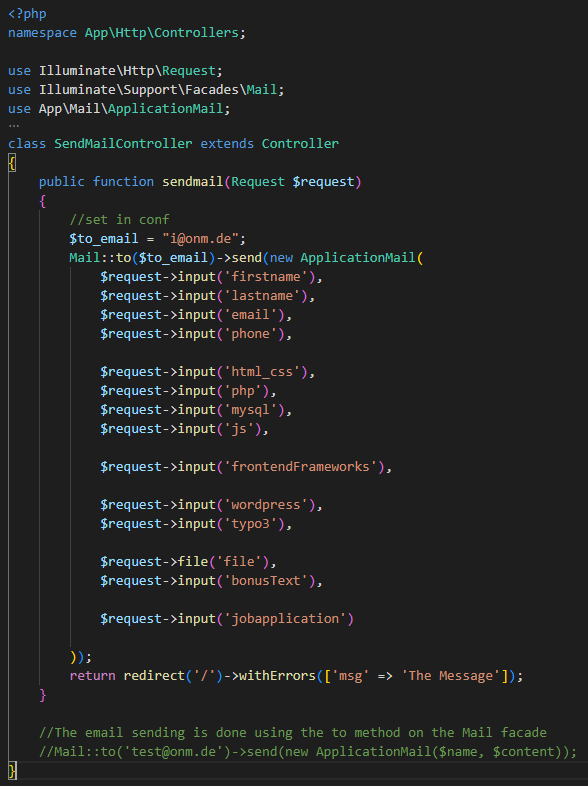 <?php
namespace App\Http\Controllers;
use Illuminate\Http\Request;
use Illuminate\Support\Facades\Mail;
use App\Mail\ApplicationMail;
...
class SendMailController extends Controller
{
public function sendmail(Request $request)
{
//set in conf
$to_email = "i@onm.de";
Mail::to($to_email)->send(new ApplicationMail(
$request->input('firstname'),
$request->input('lastname'),
$request->input('email'),
$request->input('phone'),
$request->input('html_css'),
$request->input('php'),
$request->input('mysql'),
$request->input('js'),
$request->input('frontendFrameworks'),
$request->input('wordpress'),
$request->input('typo3'),
$request->file('file'),
$request->input('bonusText'),
$request->input('jobapplication')
));
return redirect('/')->withErrors(['msg' => 'The Message']);
}
//The email sending is done using the to method on the Mail facade
//Mail::to('test@onm.de')->send(new ApplicationMail($name, $content));
}